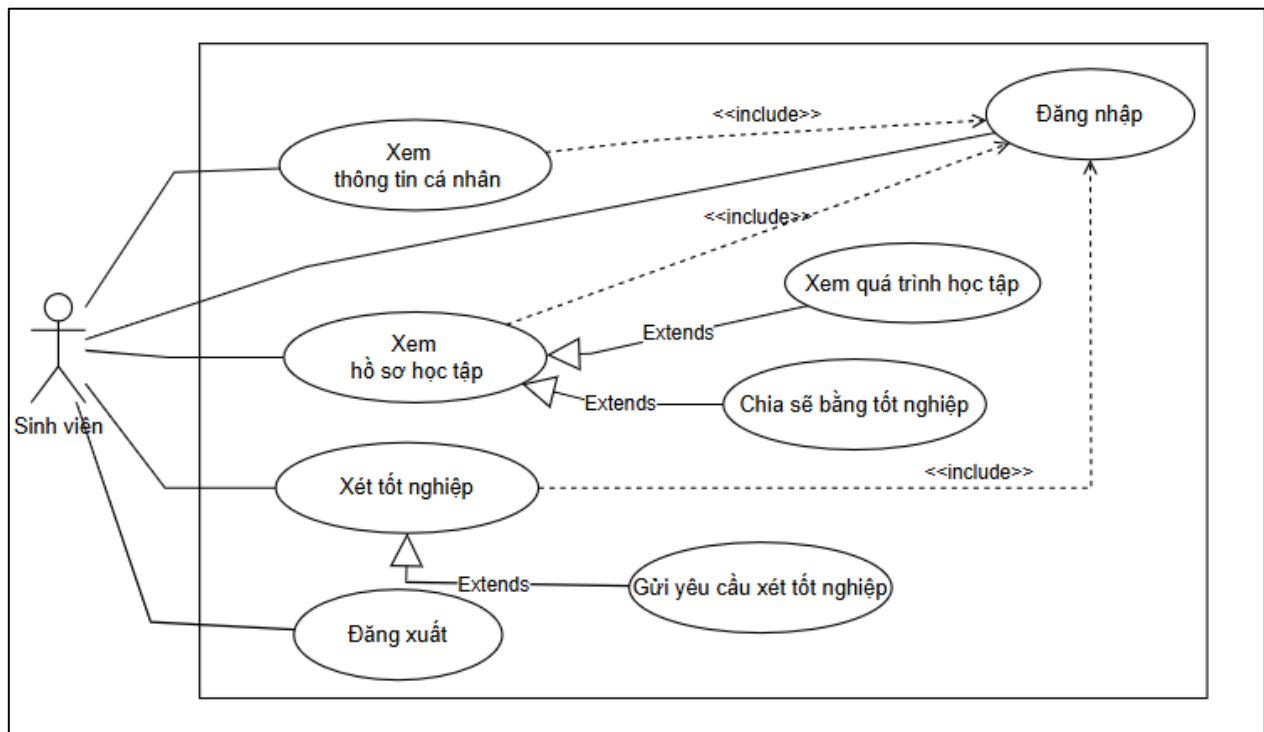 Đăng nhập
<<include>>
Xem
thông tin cá nhân
<<include>>
Xem quá trình học tập
Extends
Xem
hồ sơ học tập
Extends
Chia sẽ bằng tốt nghiệp
Sinh viên
<<include>>
Xét tốt nghiệp
Extends
Gửi yêu cầu xét tốt nghiệp
Đăng xuất